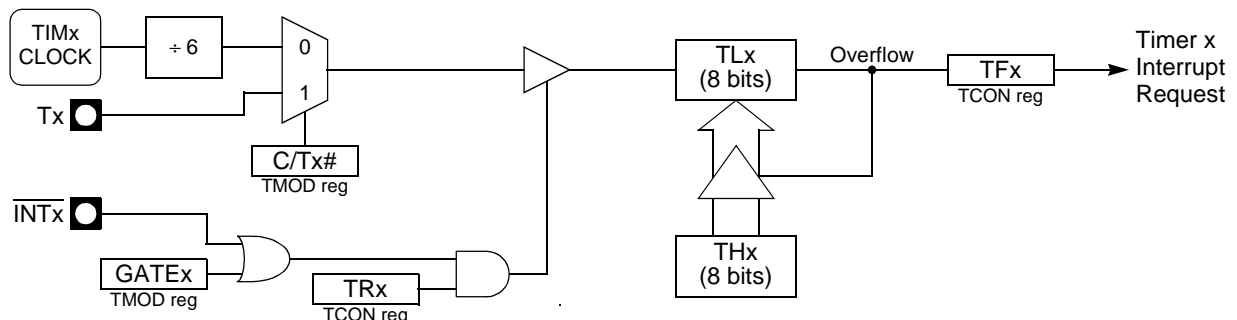 TIMx
CLOCK
÷ 6
0
1
Tx
C/Tx#
TMOD reg
INTx
GATEx
TMOD reg
TRx
TCON reg
TLx
(8 bits)
THx
(8 bits)
Overflow
TFx
TCON reg
Timer x
Interrupt
Request